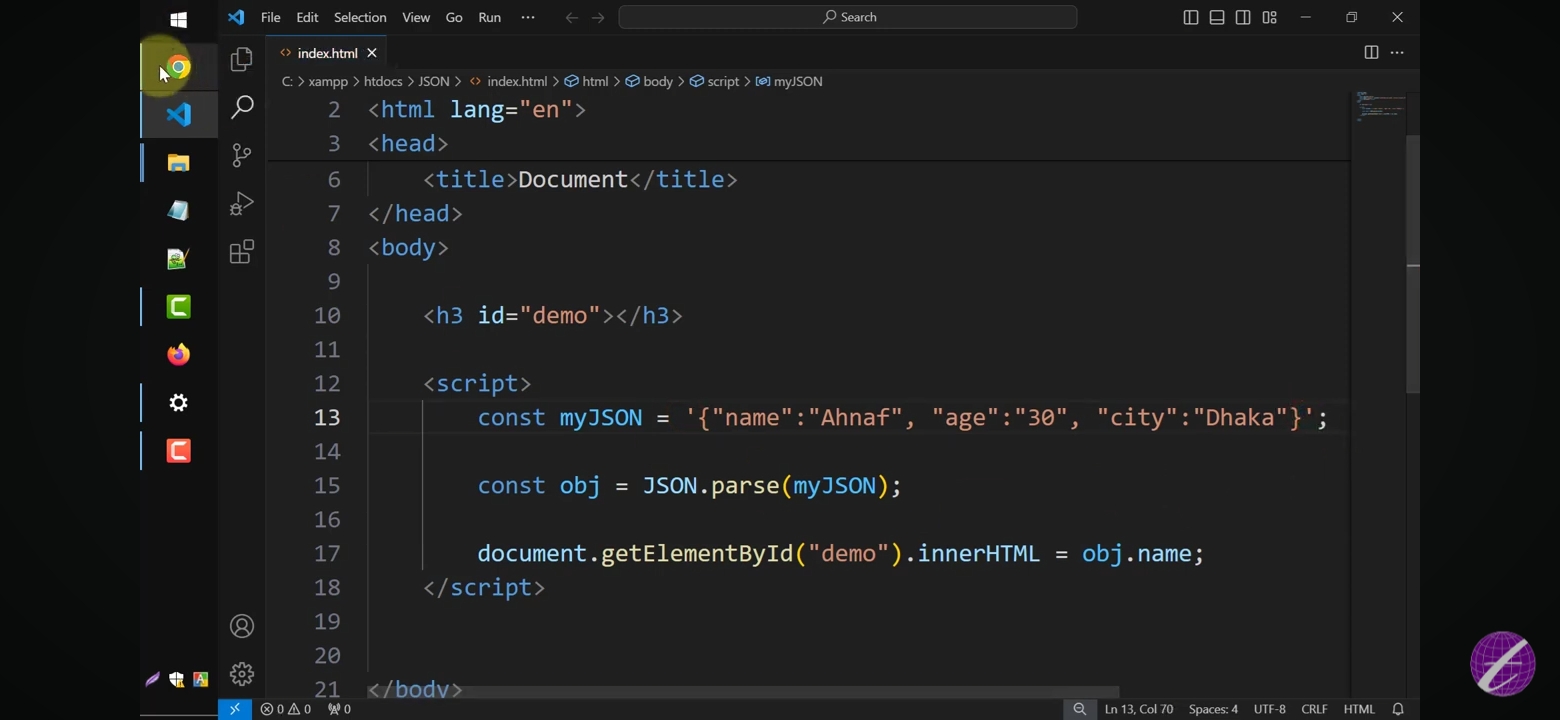 File Edit Selection View Go Run ··· Search
index.html
C: > xampp > htdocs > JSON > <> index.html > html > body > script > myJSON
2 <html lang="en">
3 <head>
6 <title>Document</title>
7 </head>
8 <body>
9
10 <h3 id="demo"></h3>
11
12 <script>
13 const myJSON = '{"name":"Ahnaf", "age":"30", "city":"Dhaka"}';
14
15 const obj = JSON.parse(myJSON);
16
17 document.getElementById("demo").innerHTML = obj.name;
18 </script>
19
20
21 </body>
0 0 0 Ln 13, Col 70 Spaces: 4 UTF-8 CRLF HTML